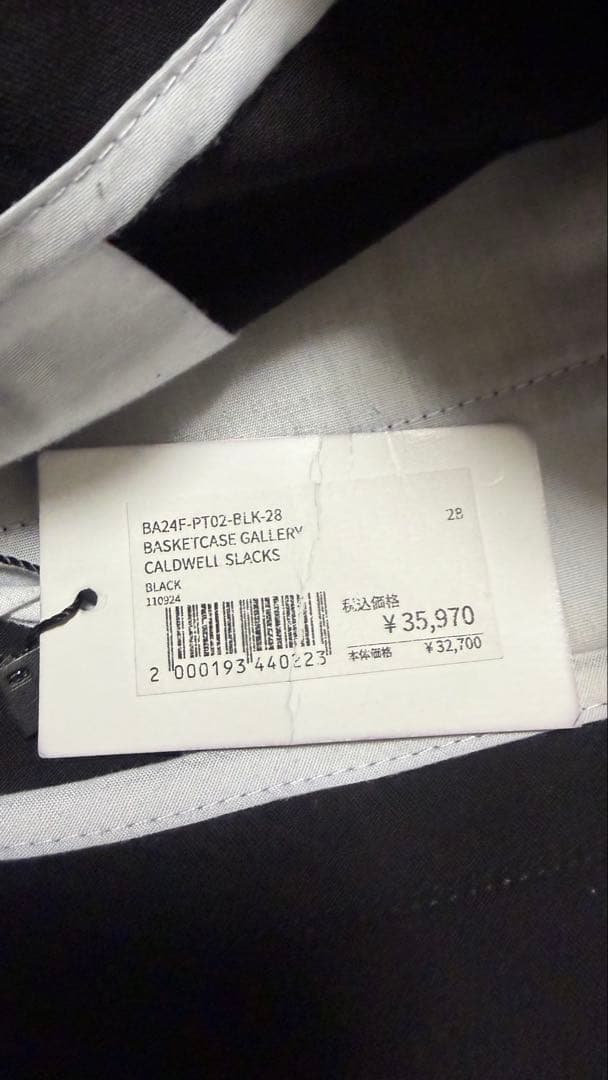 BA24F-PT02-BLK-28
28
BASKETCASE GALLERY
CALDWELL SLACKS
BLACK
110924
税込価格
¥35,970
本体価格 ¥32,700
2 000193 440223